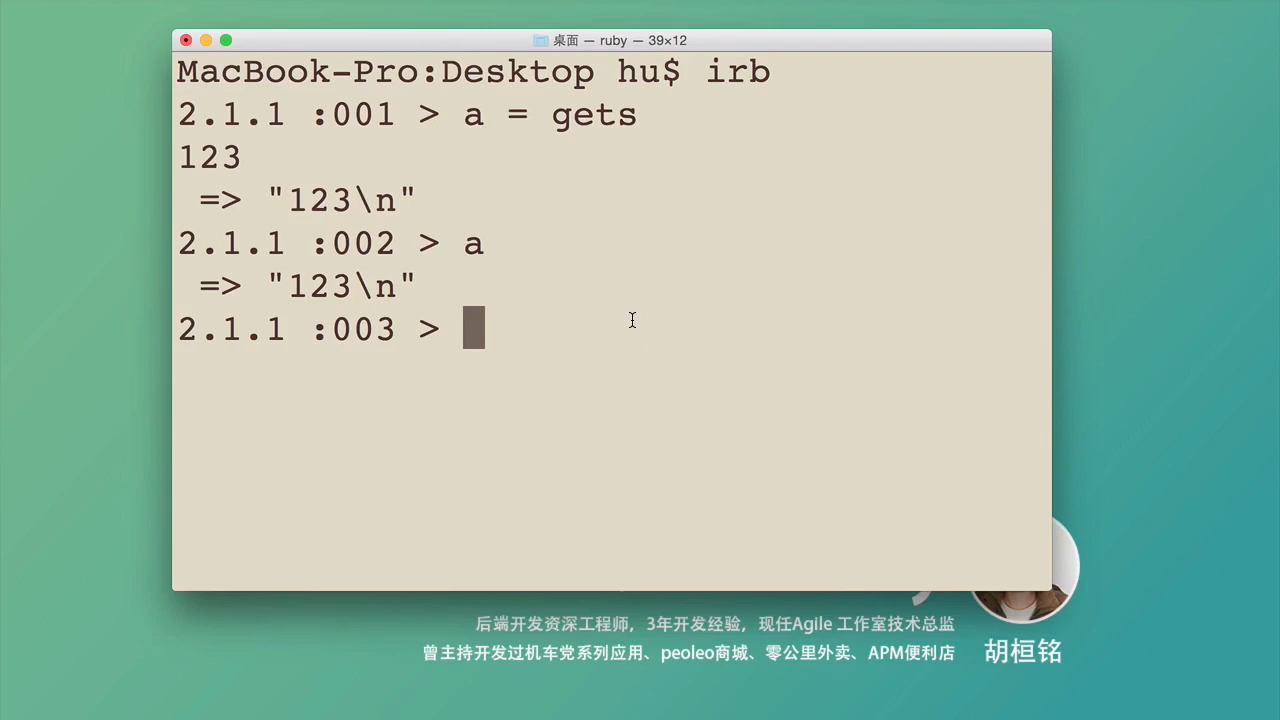 桌面 — ruby — 39×12
MacBook-Pro:Desktop hu$ irb
2.1.1 :001 > a = gets
123
 => "123\n"
2.1.1 :002 > a
 => "123\n"
2.1.1 :003 >
后端开发资深工程师，3年开发经验，现任Agile 工作室技术总监
曾主持开发过机车党系列应用、peoleo商城、零公里外卖、APM便利店
胡桓铭